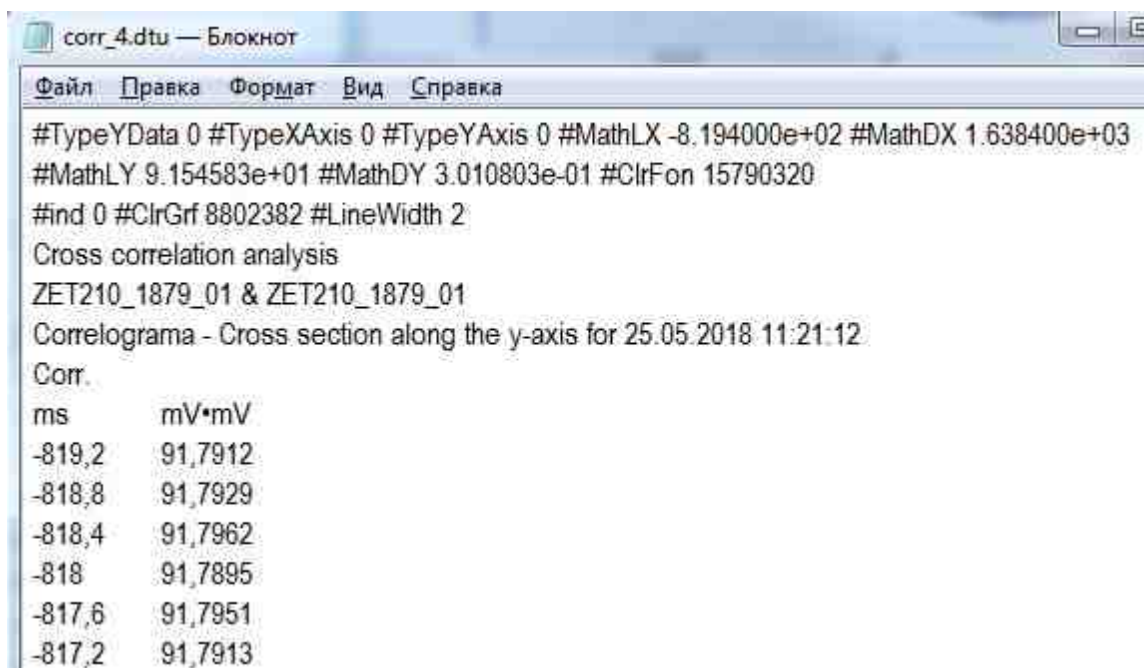 corr_4.dtu — Блокнот
Файл Правка Формат Вид Справка
#TypeYData 0 #TypeXAxis 0 #TypeYAxis 0 #MathLX -8.194000e+02 #MathDX 1.638400e+03
#MathLY 9.154583e+01 #MathDY 3.010803e-01 #ClrFon 15790320
#ind 0 #ClrGrf 8802382 #LineWidth 2
Cross correlation analysis
ZET210_1879_01 & ZET210_1879_01
Correlograma - Cross section along the y-axis for 25.05.2018 11:21:12
Corr.
ms mV•mV
-819,2 91,7912
-818,8 91,7929
-818,4 91,7962
-818 91,7895
-817,6 91,7951
-817,2 91,7913